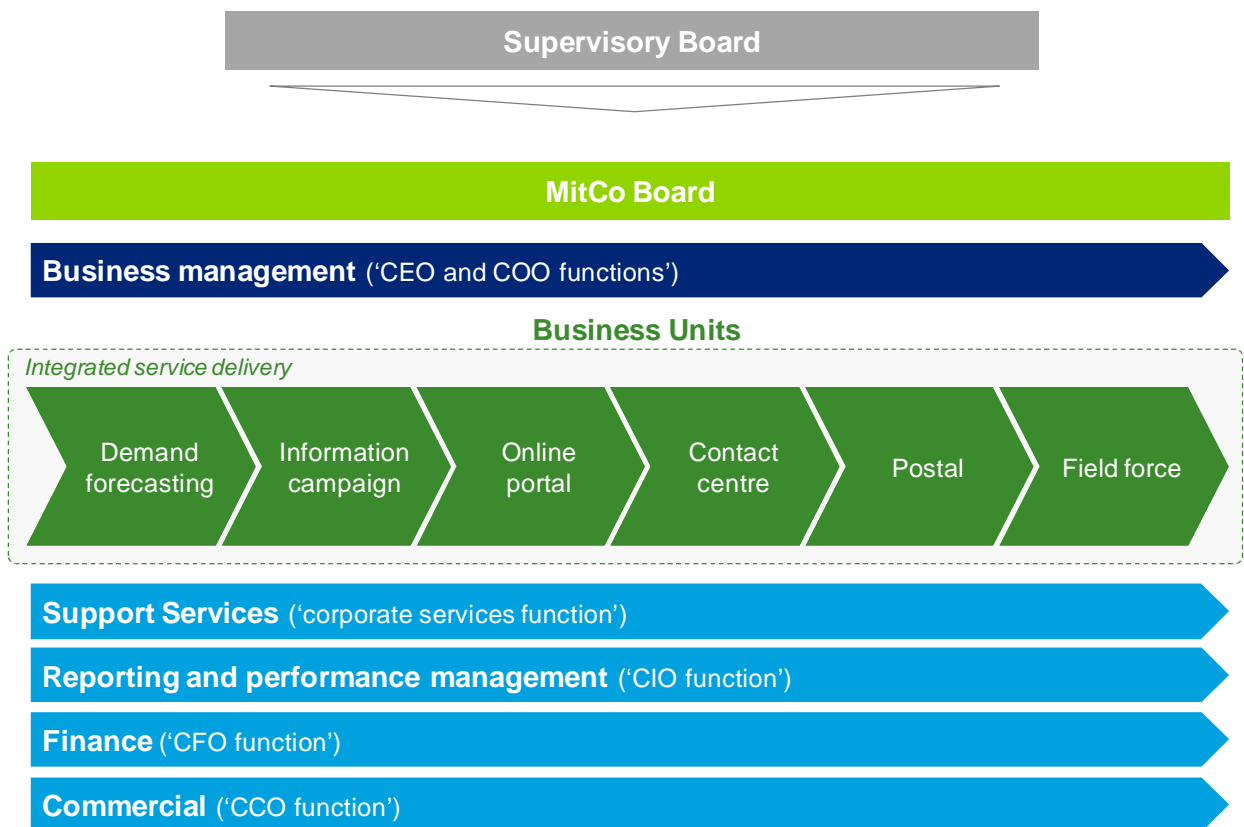 Supervisory Board
MitCo Board
Business management (‘CEO and COO functions’)
Business Units
Integrated service delivery
Demand
forecasting
Information
campaign
Online
portal
Contact
centre
Postal
Field force
Support Services (‘corporate services function’)
Reporting and performance management (‘CIO function’)
Finance (‘CFO function’)
Commercial (‘CCO function’)